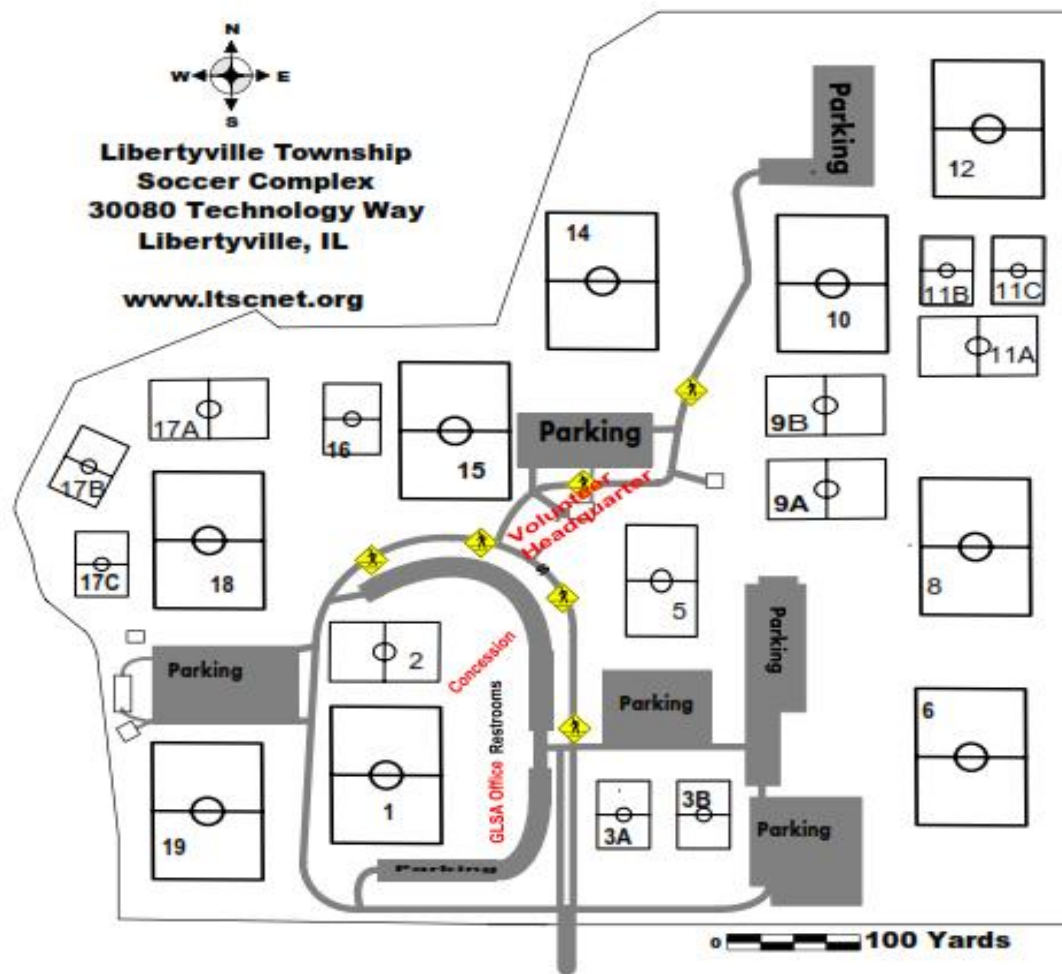 N
W E
S
Libertyville Township
Soccer Complex
30080 Technology Way
Libertyville, IL
www.ltscnet.org
Parking
12
14
10
11B
11C
11A
17A
16
15
Parking
9B
17B
9A
Volunteer
Headquarter
17C
18
5
8
Parking
2
Concession
Parking
Restrooms
Parking
6
GLSA Office
1
19
3A
3B
Parking
Parking
0 100 Yards